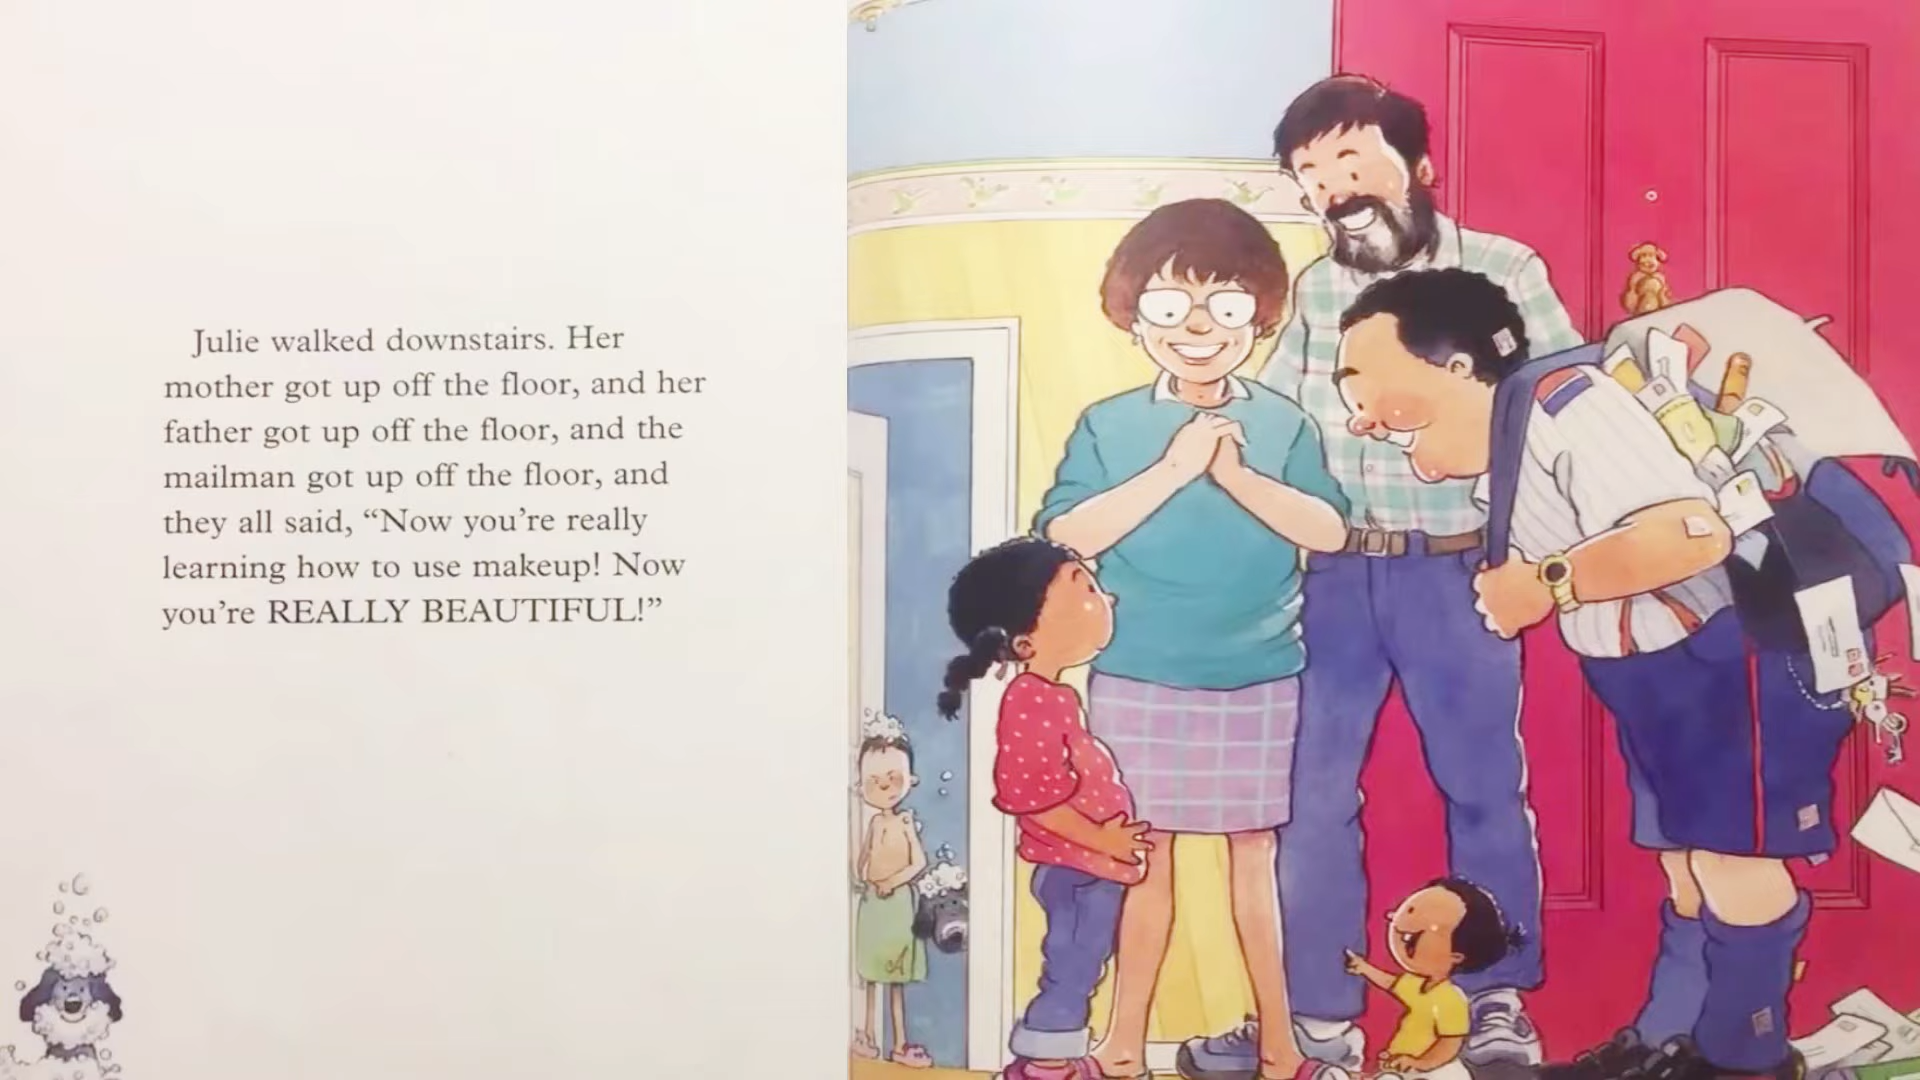 Julie walked downstairs. Her
mother got up off the floor, and her
father got up off the floor, and the
mailman got up off the floor, and
they all said, “Now you’re really
learning how to use makeup! Now
you’re REALLY BEAUTIFUL!”
A